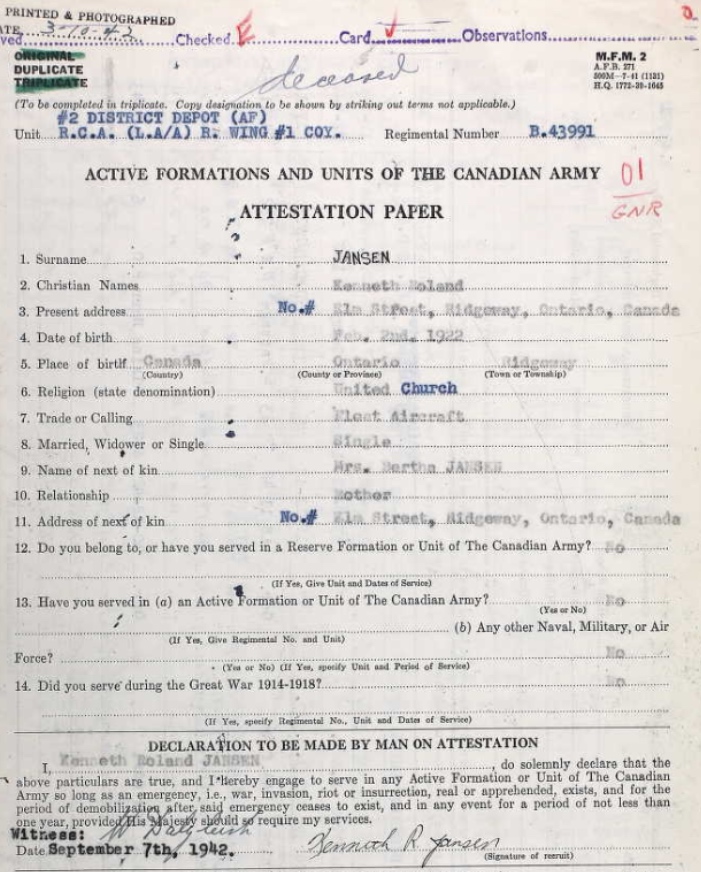 PRINTED & PHOTOGRAPHED
ATE 3-10-42
ved Checked E Card Observations
ORIGINAL
DUPLICATE
TRIPLICATE
deceased
M.F.M. 2
A.F.B. 271
500M—7-41 (1121)
H.Q. 1772-39-1645
(To be completed in triplicate. Copy designation to be shown by striking out terms not applicable.)
#2 DISTRICT DEPOT (AF)
Unit R.C.A. (L.A/A) R. WING #1 COY. Regimental Number B.43991
ACTIVE FORMATIONS AND UNITS OF THE CANADIAN ARMY
01
GNR
ATTESTATION PAPER
1. Surname JANSEN
2. Christian Names Kenneth Roland
3. Present address No.# Elm Street, Ridgeway, Ontario, Canada
4. Date of birth Feb. 2nd. 1922
5. Place of birth Canada Ontario Ridgeway
(Country) (County or Province) (Town or Township)
6. Religion (state denomination) United Church
7. Trade or Calling Fleet Aircraft
8. Married, Widower or Single Single
9. Name of next of kin Mrs. Bertha JANSEN
10. Relationship Mother
11. Address of next of kin No.# Elm Street, Ridgeway, Ontario, Canada
12. Do you belong to, or have you served in a Reserve Formation or Unit of The Canadian Army? No
(If Yes, Give Unit and Dates of Service)
13. Have you served in (a) an Active Formation or Unit of The Canadian Army? No
(Yes or No)
(b) Any other Naval, Military, or Air
(If Yes, Give Regimental No. and Unit)
Force? No
(Yes or No) (If Yes, specify Unit and Period of Service)
14. Did you serve during the Great War 1914-1918? No
(If Yes, specify Regimental No., Unit and Dates of Service)
DECLARATION TO BE MADE BY MAN ON ATTESTATION
I, Kenneth Roland JANSEN, do solemnly declare that the
above particulars are true, and I hereby engage to serve in any Active Formation or Unit of The Canadian
Army so long as an emergency, i.e., war, invasion, riot or insurrection, real or apprehended, exists, and for the
period of demobilization after said emergency ceases to exist, and in any event for a period of not less than
one year, provided His Majesty should so require my services.
Witness: W Dalgleish
Date September 7th, 1942. Kenneth R. Jansen
(Signature of recruit)